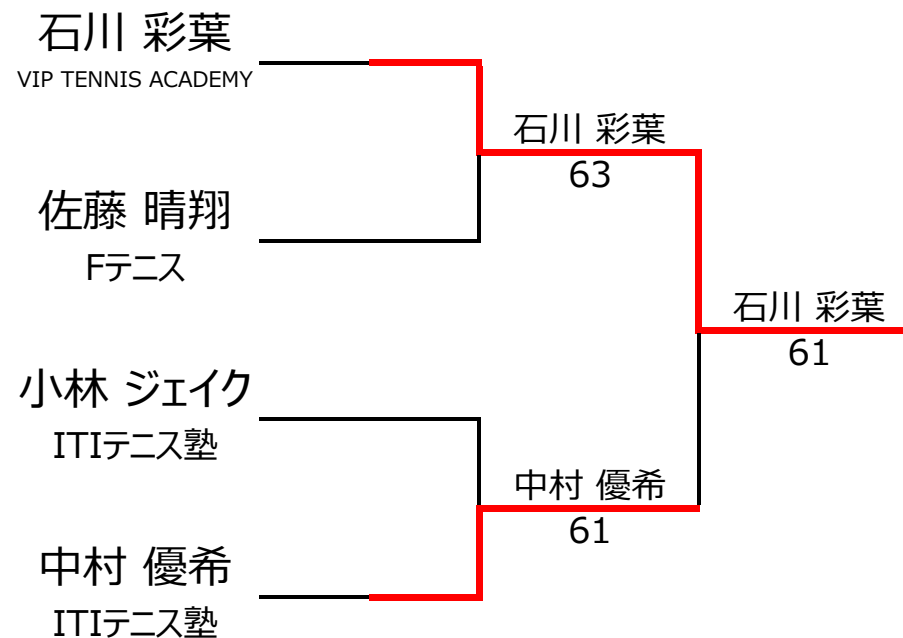 石川 彩葉
VIP TENNIS ACADEMY
石川 彩葉
63
佐藤 晴翔
Fテニス
石川 彩葉
61
小林 ジェイク
ITIテニス塾
中村 優希
61
中村 優希
ITIテニス塾